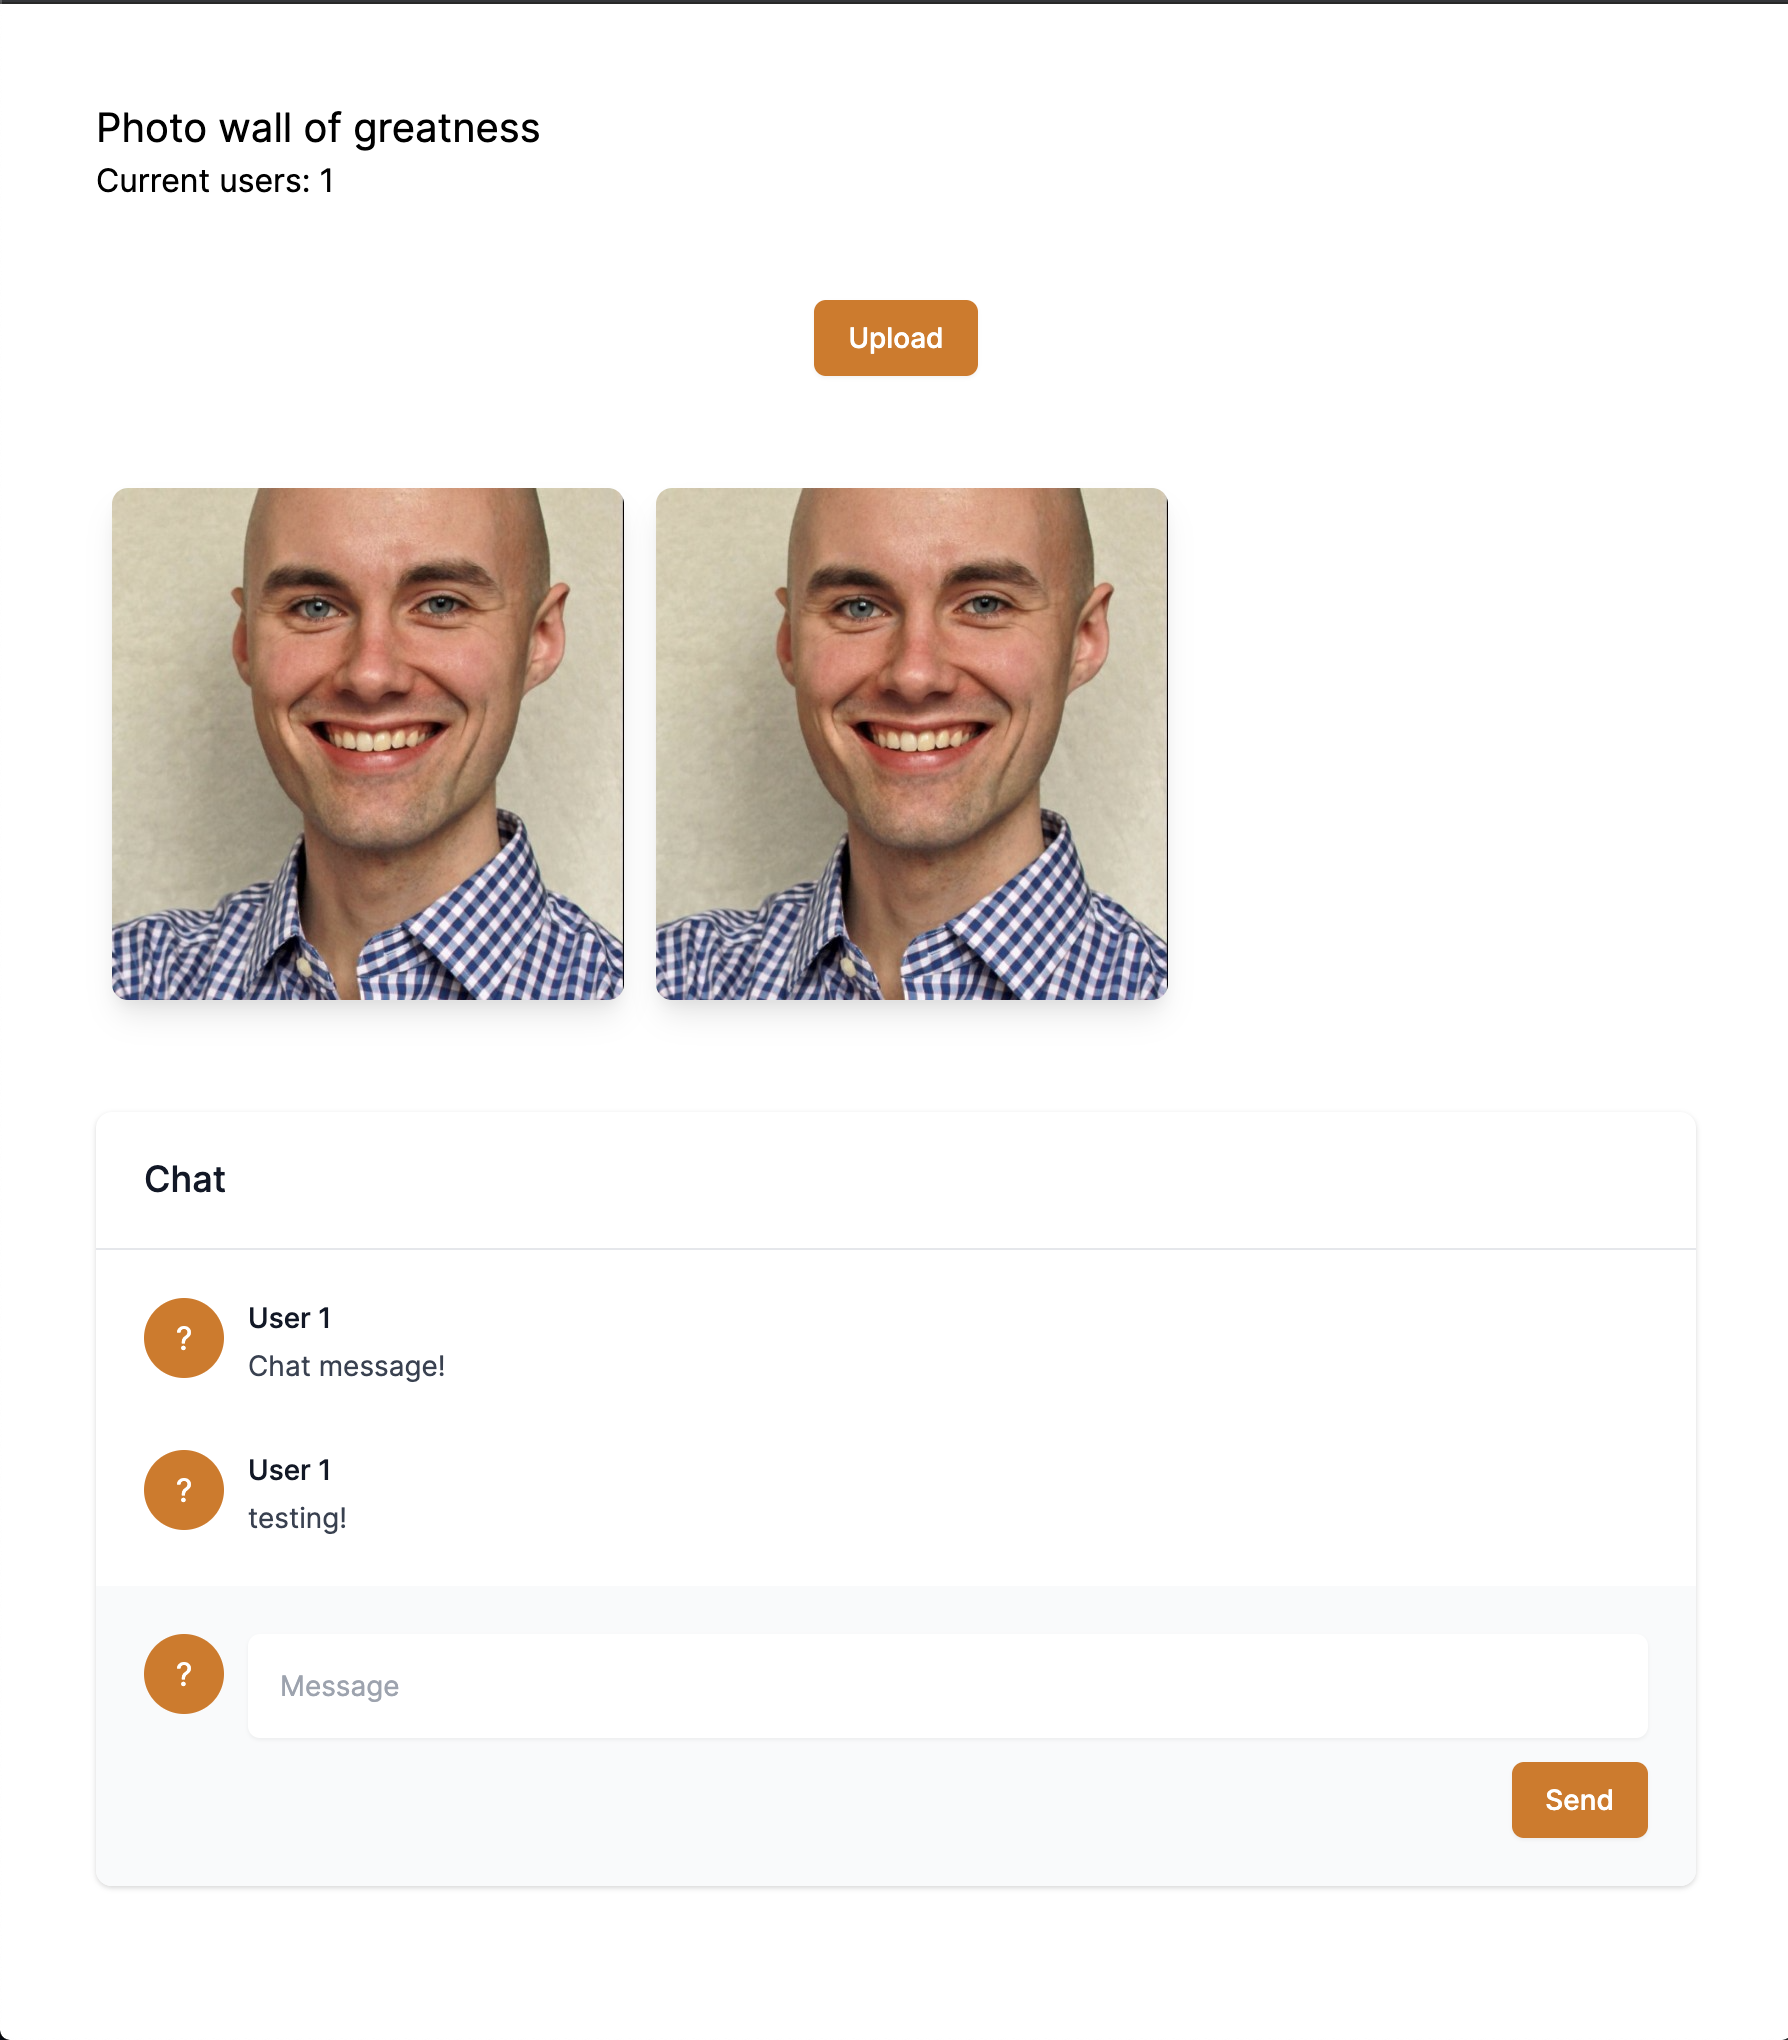 Photo wall of greatness
Current users: 1
Upload
Chat
?
User 1
Chat message!
?
User 1
testing!
?
Message
Send